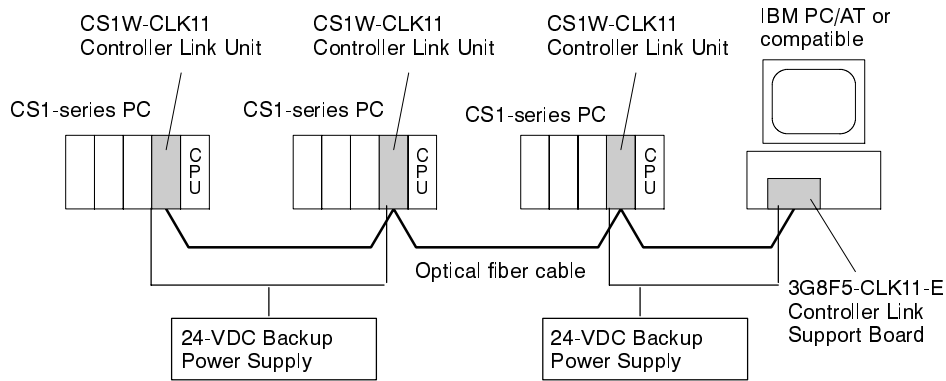 CS1W-CLK11
Controller Link Unit
CS1W-CLK11
Controller Link Unit
CS1W-CLK11
Controller Link Unit
IBM PC/AT or
compatible
CS1-series PC
CS1-series PC
CS1-series PC
CPU
CPU
CPU
Optical fiber cable
3G8F5-CLK11-E
Controller Link
Support Board
24-VDC Backup
Power Supply
24-VDC Backup
Power Supply